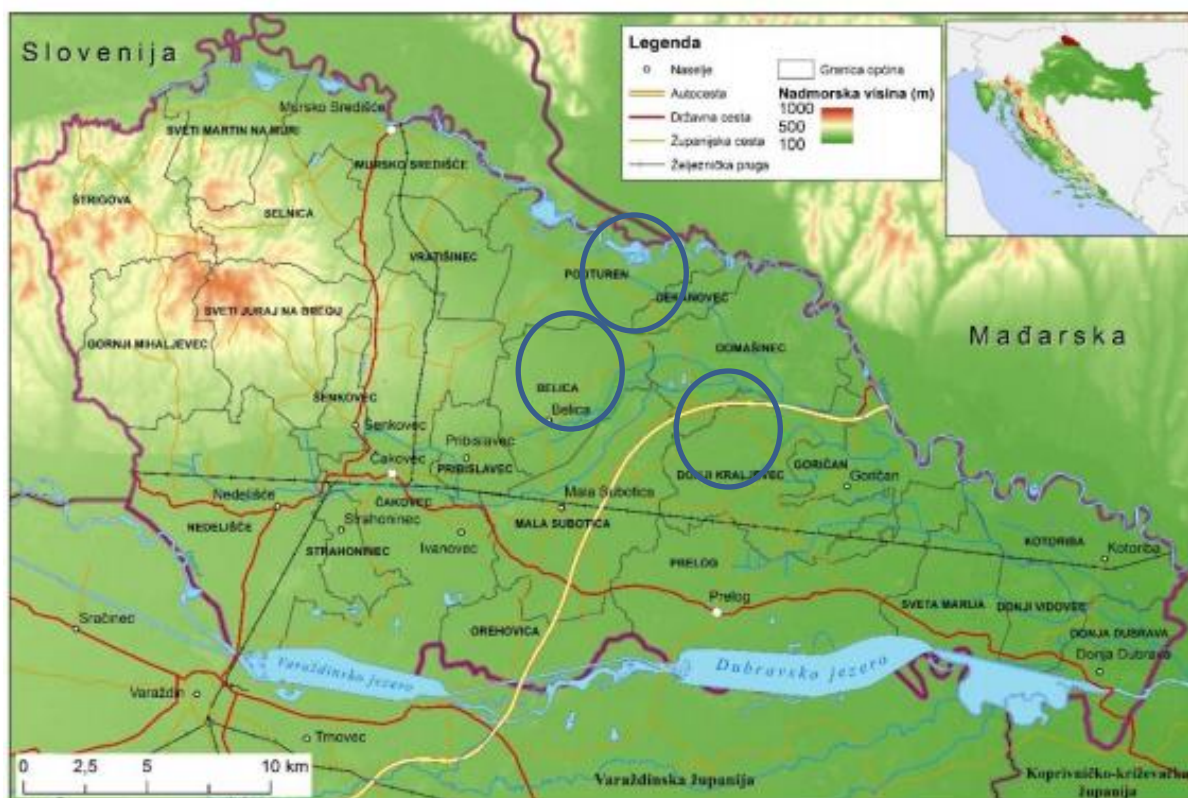 Slovenija
Legenda
Naselje
Autocesta
Državna cesta
Županijska cesta
Željeznička pruga
Granica općina
Nadmorska visina (m)
1000
500
100
Mursko Središće
SVETI MARTIN NA MURI
MURSKO SREDIŠĆE
ŠTRIGOVA
SELNICA
VRATIŠINEC
PODTUREN
DEKANOVEC
SVETI JURAJ NA BREGU
GORNJI MIHALJEVEC
DOMAŠINEC
Mađarska
BELICA
Belica
ŠENKOVEC
Šenkovec
Pribislavec
PRIBISLAVEC
Čakovec
ČAKOVEC
DONJI KRALJEVEC
GORIČAN
Goričan
Nedelišće
NEDELIŠĆE
Mala Subotica
MALA SUBOTICA
Strahoninec
STRAHONINEC
Ivanovec
KOTORIBA
Kotoriba
PRELOG
Prelog
SVETA MARIJA
DONJI VIDOVEC
Sračinec
OREHOVICA
DONJA DUBRAVA
Donja Dubrava
Varaždinsko jezero
Dubravsko jezero
Varaždin
Trnovec
0 2,5 5 10 km
Varaždinska županija
Koprivničko-križevačka
županija